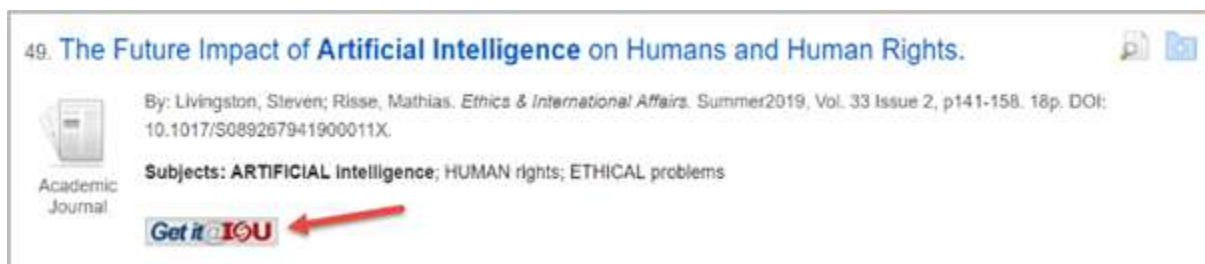 49. The Future Impact of Artificial Intelligence on Humans and Human Rights.
By: Livingston, Steven; Risse, Mathias. Ethics & International Affairs. Summer2019, Vol. 33 Issue 2, p141-158. 18p. DOI:
10.1017/S089267941900011X.
Academic
Journal
Subjects: ARTIFICIAL intelligence; HUMAN rights; ETHICAL problems
Get it@ISU